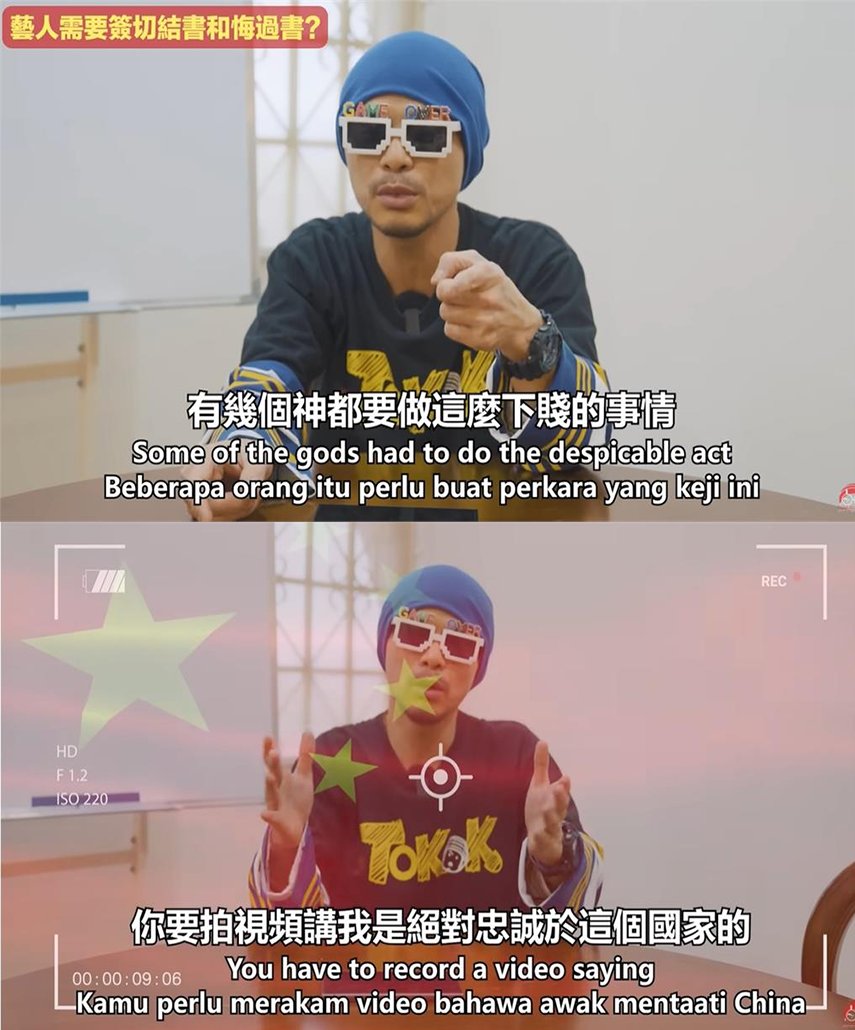 藝人需要簽切結書和悔過書?
GAME OVER
TOKOK
有幾個神都要做這麼下賤的事情
Some of the gods had to do the despicable act
Beberapa orang itu perlu buat perkara yang keji ini
REC
GAME OVER
HD
F 1.2
ISO 220
TOKOK
你要拍視頻講我是絕對忠誠於這個國家的
00:00:09:06
You have to record a video saying
Kamu perlu merakam video bahawa awak mentaati China